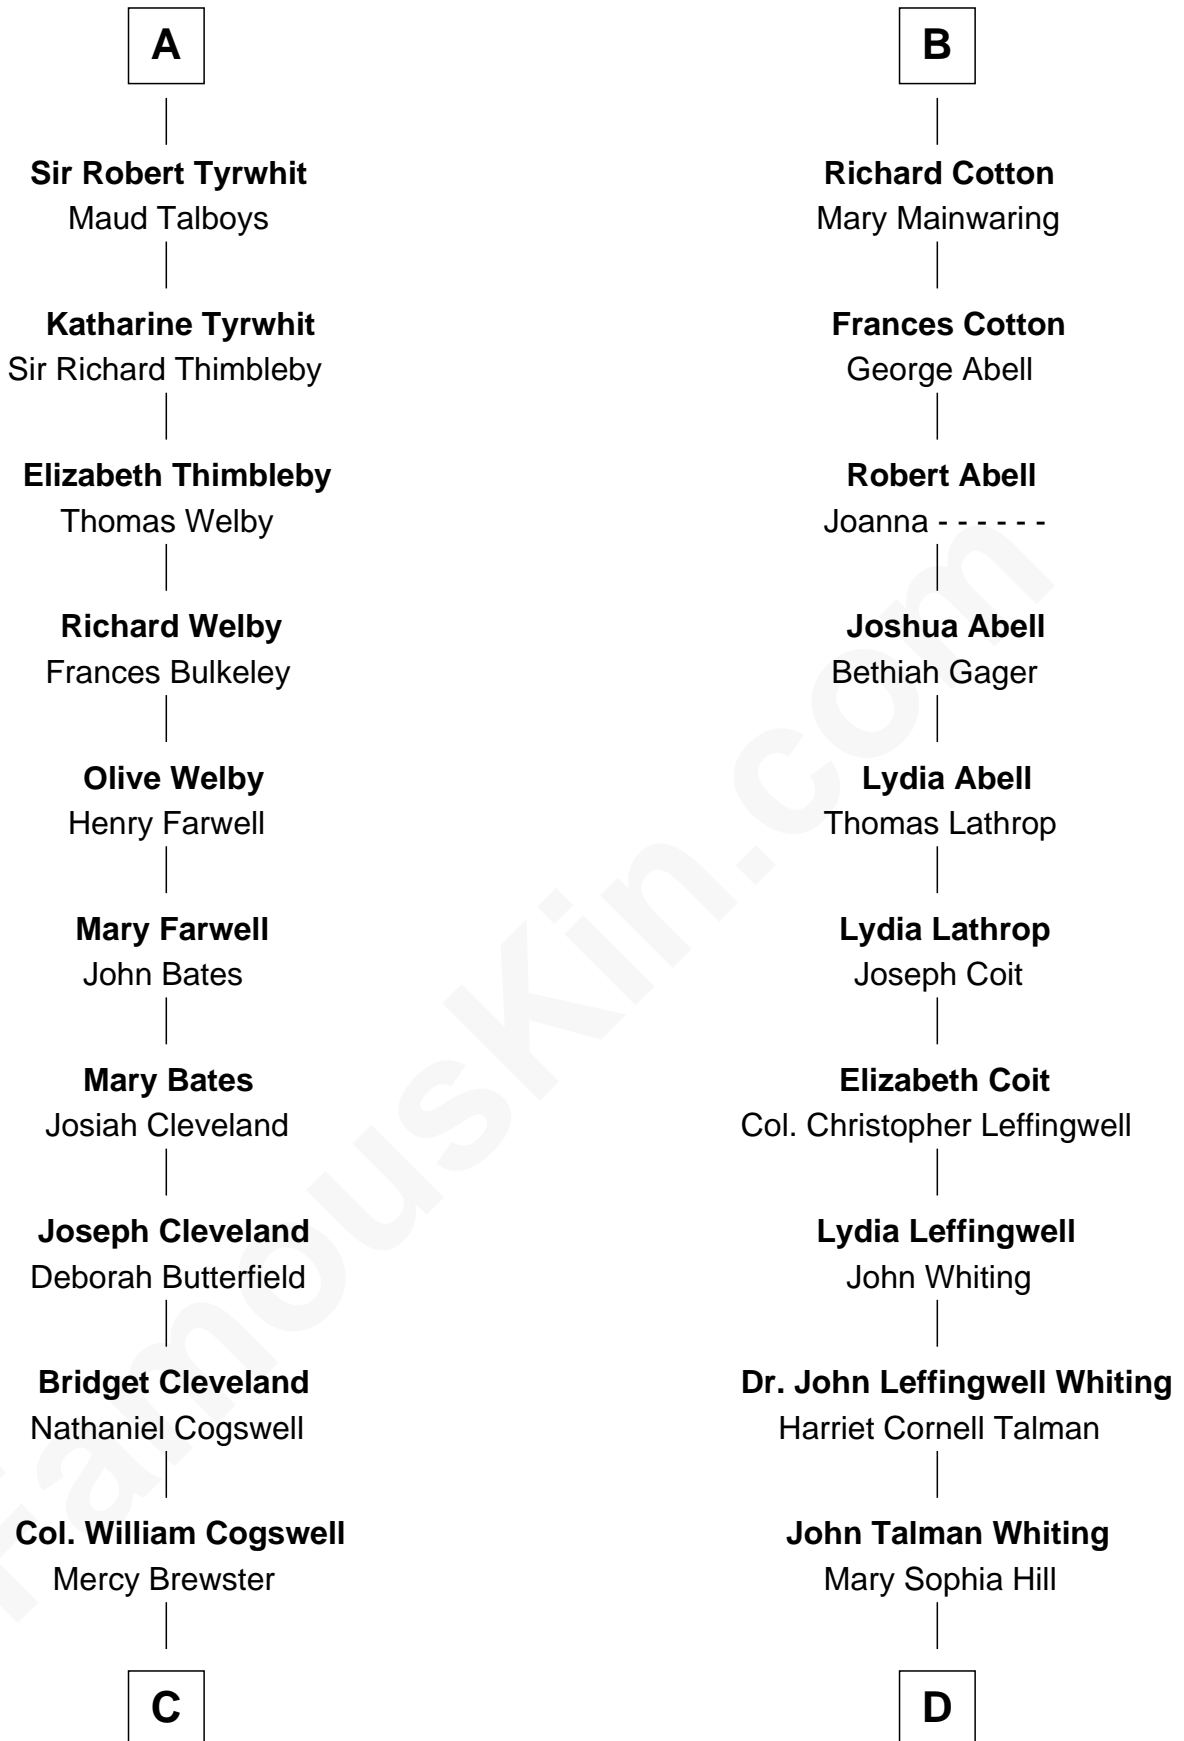 A
Sir Robert Tyrwhit
Maud Talboys
Katharine Tyrwhit
Sir Richard Thimbleby
Elizabeth Thimbleby
Thomas Welby
Richard Welby
Frances Bulkeley
Olive Welby
Henry Farwell
Mary Farwell
John Bates
Mary Bates
Josiah Cleveland
Joseph Cleveland
Deborah Butterfield
Bridget Cleveland
Nathaniel Cogswell
Col. William Cogswell
Mercy Brewster
C
B
Richard Cotton
Mary Mainwaring
Frances Cotton
George Abell
Robert Abell
Joanna - - - - - -
Joshua Abell
Bethiah Gager
Lydia Abell
Thomas Lathrop
Lydia Lathrop
Joseph Coit
Elizabeth Coit
Col. Christopher Leffingwell
Lydia Leffingwell
John Whiting
Dr. John Leffingwell Whiting
Harriet Cornell Talman
John Talman Whiting
Mary Sophia Hill
D
FamousKin.com